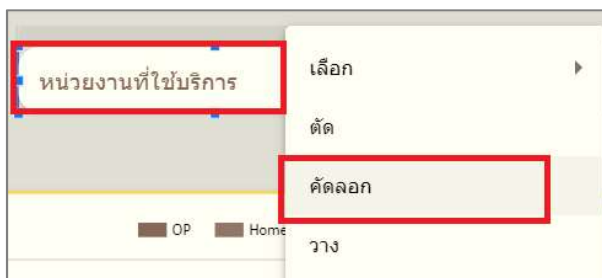 หน่วยงานที่ใช้บริการ
เลือก
ตัด
คัดลอก
OP Home
วาง